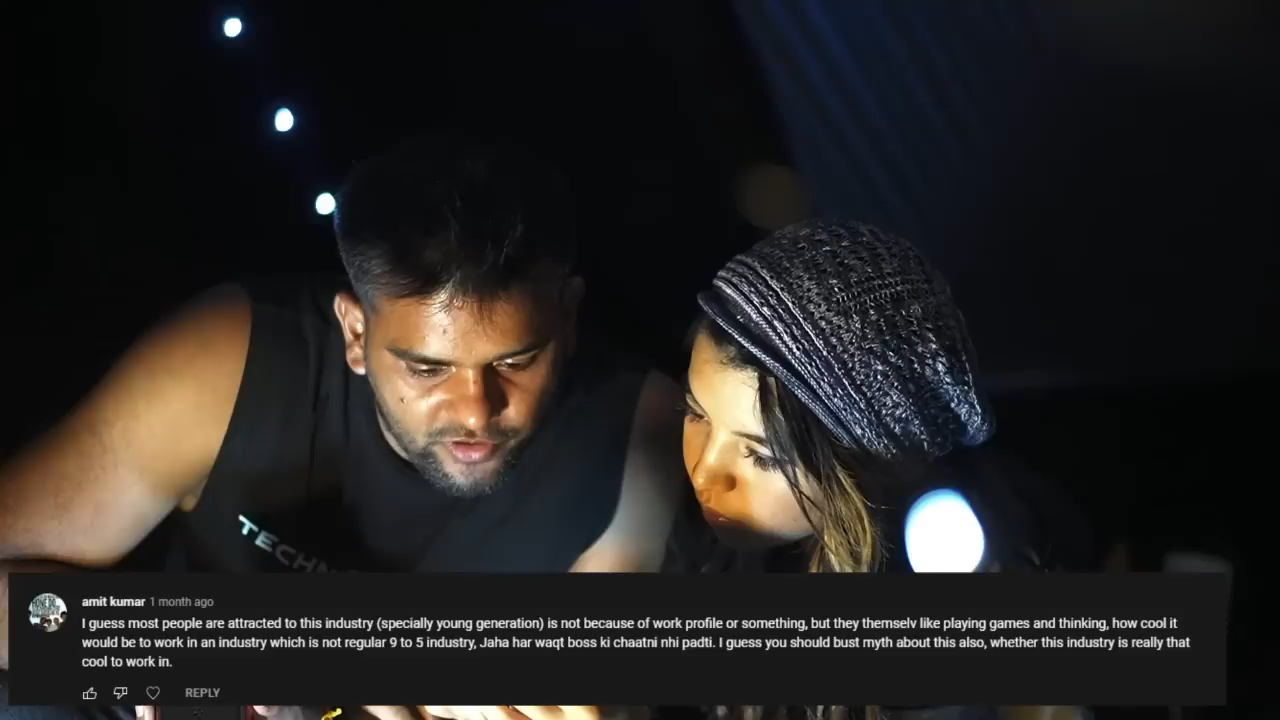 TECHN
amit kumar 1 month ago
I guess most people are attracted to this industry (specially young generation) is not because of work profile or something, but they themselv like playing games and thinking, how cool it
would be to work in an industry which is not regular 9 to 5 industry, Jaha har waqt boss ki chaatni nhi padti. I guess you should bust myth about this also, whether this industry is really that
cool to work in.
REPLY